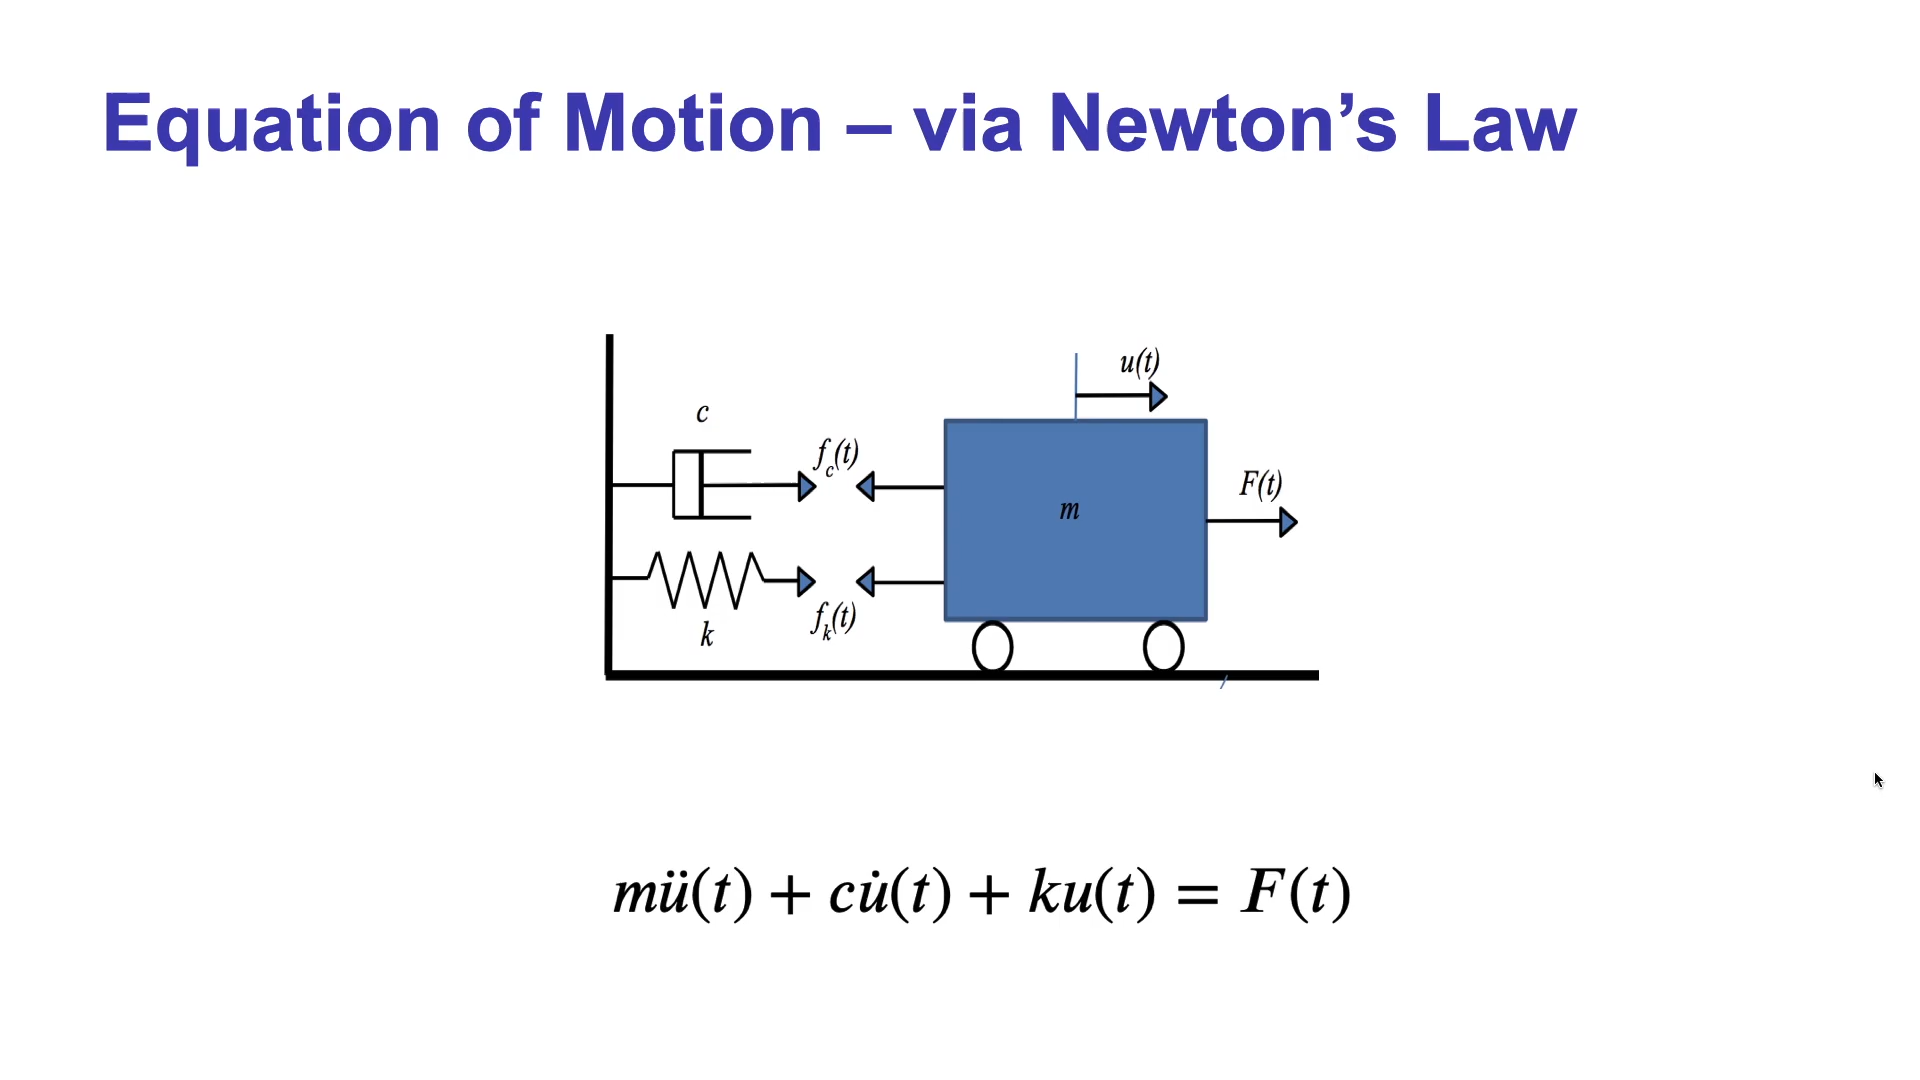 Equation of Motion – via Newton’s Law
u(t)
c
f_c(t)
F(t)
m
f_k(t)
k
mü(t) + cu̇(t) + ku(t) = F(t)